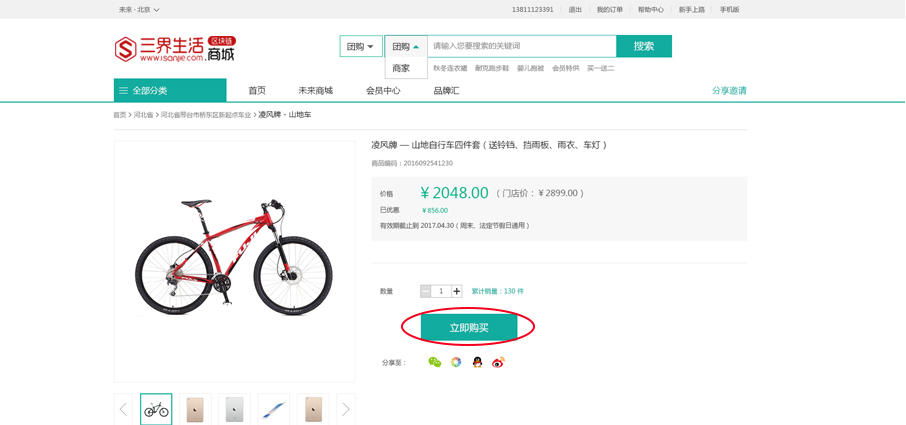 未来 · 北京
13811123391 退出 我的订单 帮助中心 新手上路 手机版
三界生活 区块链 商城
www.isanjie.com
团购 团购 请输入您要搜索的关键词 搜索
商家 秋冬连衣裙 耐克跑步鞋 婴儿抱被 会员特供 买一送二
全部分类 首页 未来商城 会员中心 品牌汇 分享邀请
首页 > 河北省 > 河北省邢台市桥东区新起点车业 > 凌风牌 - 山地车
凌风牌 — 山地自行车四件套 ( 送铃铛、挡雨板、雨衣、车灯 )
商品编码：2016092541230
价格 ¥ 2048.00 ( 门店价：¥ 2899.00 )
已优惠 ¥ 856.00
有效期截止到 2017.04.30 ( 周末、法定节假日通用 )
数量 — 1 + 累计销量：130 件
立即购买
分享至：